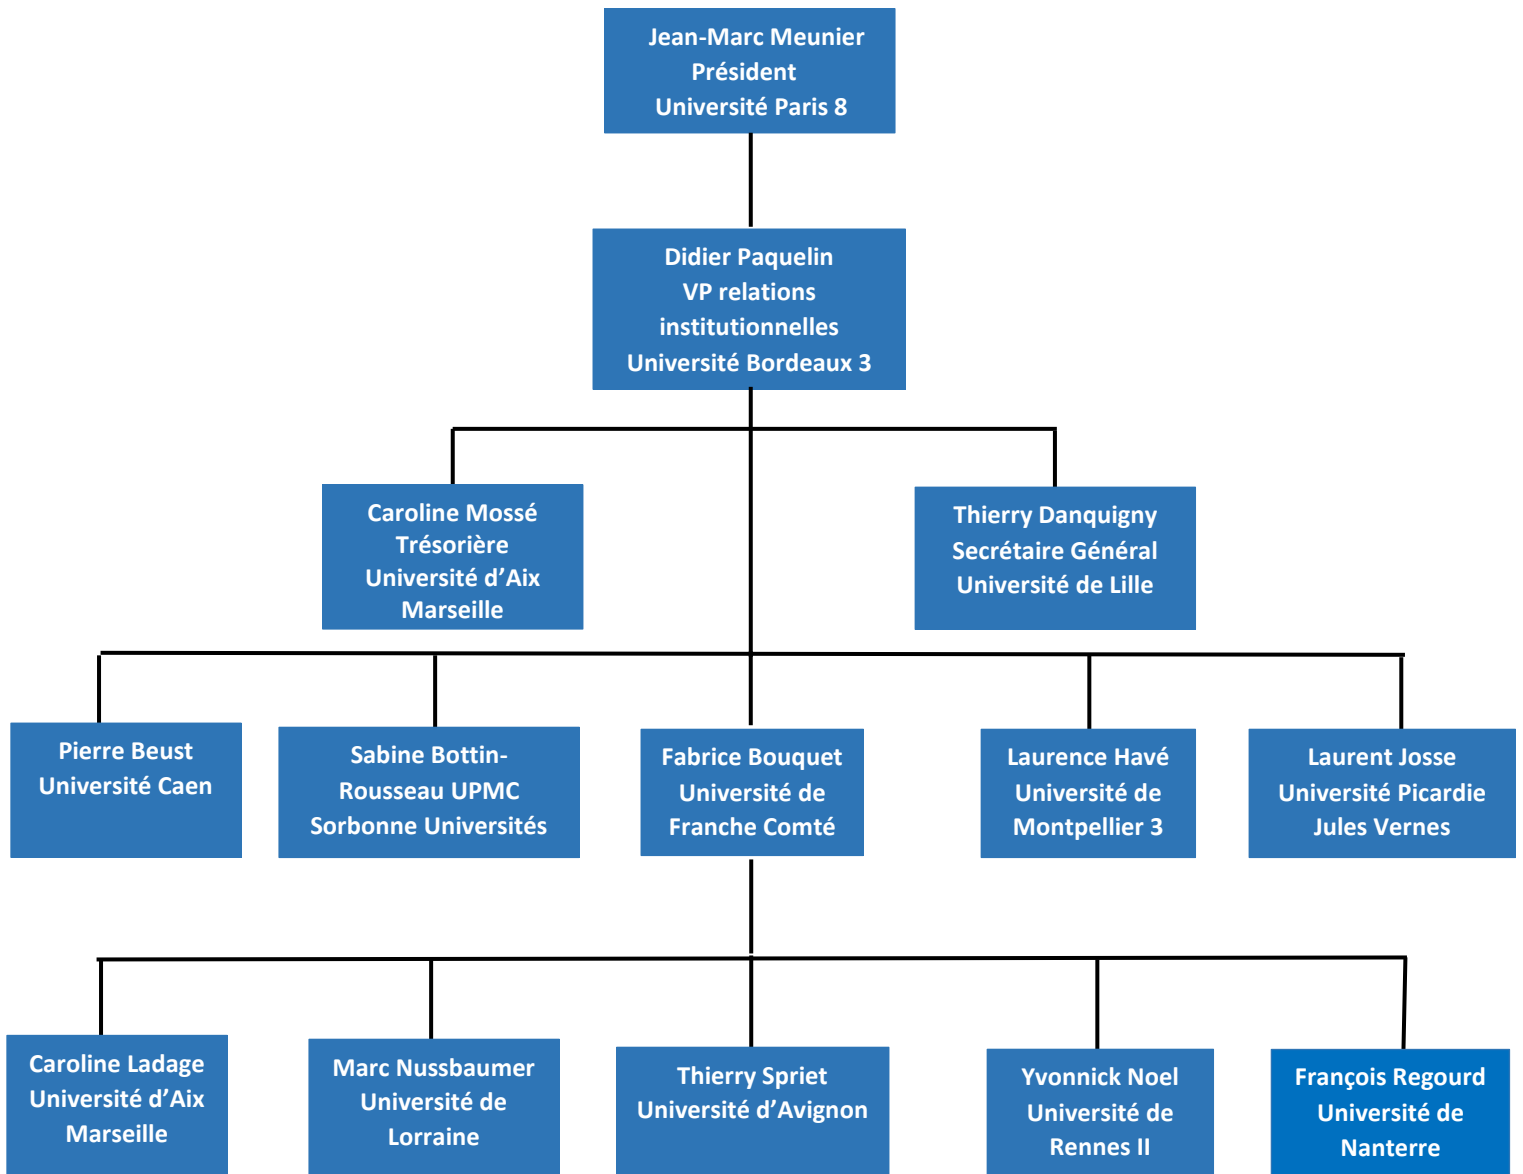 Jean-Marc Meunier
Président
Université Paris 8
Didier Paquelin
VP relations
institutionnelles
Université Bordeaux 3
Caroline Mossé
Trésorière
Université d’Aix
Marseille
Thierry Danquigny
Secrétaire Général
Université de Lille
Pierre Beust
Université Caen
Sabine Bottin-
Rousseau UPMC
Sorbonne Universités
Fabrice Bouquet
Université de
Franche Comté
Laurence Havé
Université de
Montpellier 3
Laurent Josse
Université Picardie
Jules Vernes
Caroline Ladage
Université d’Aix
Marseille
Marc Nussbaumer
Université de
Lorraine
Thierry Spriet
Université d’Avignon
Yvonnick Noel
Université de
Rennes II
François Regourd
Université de
Nanterre